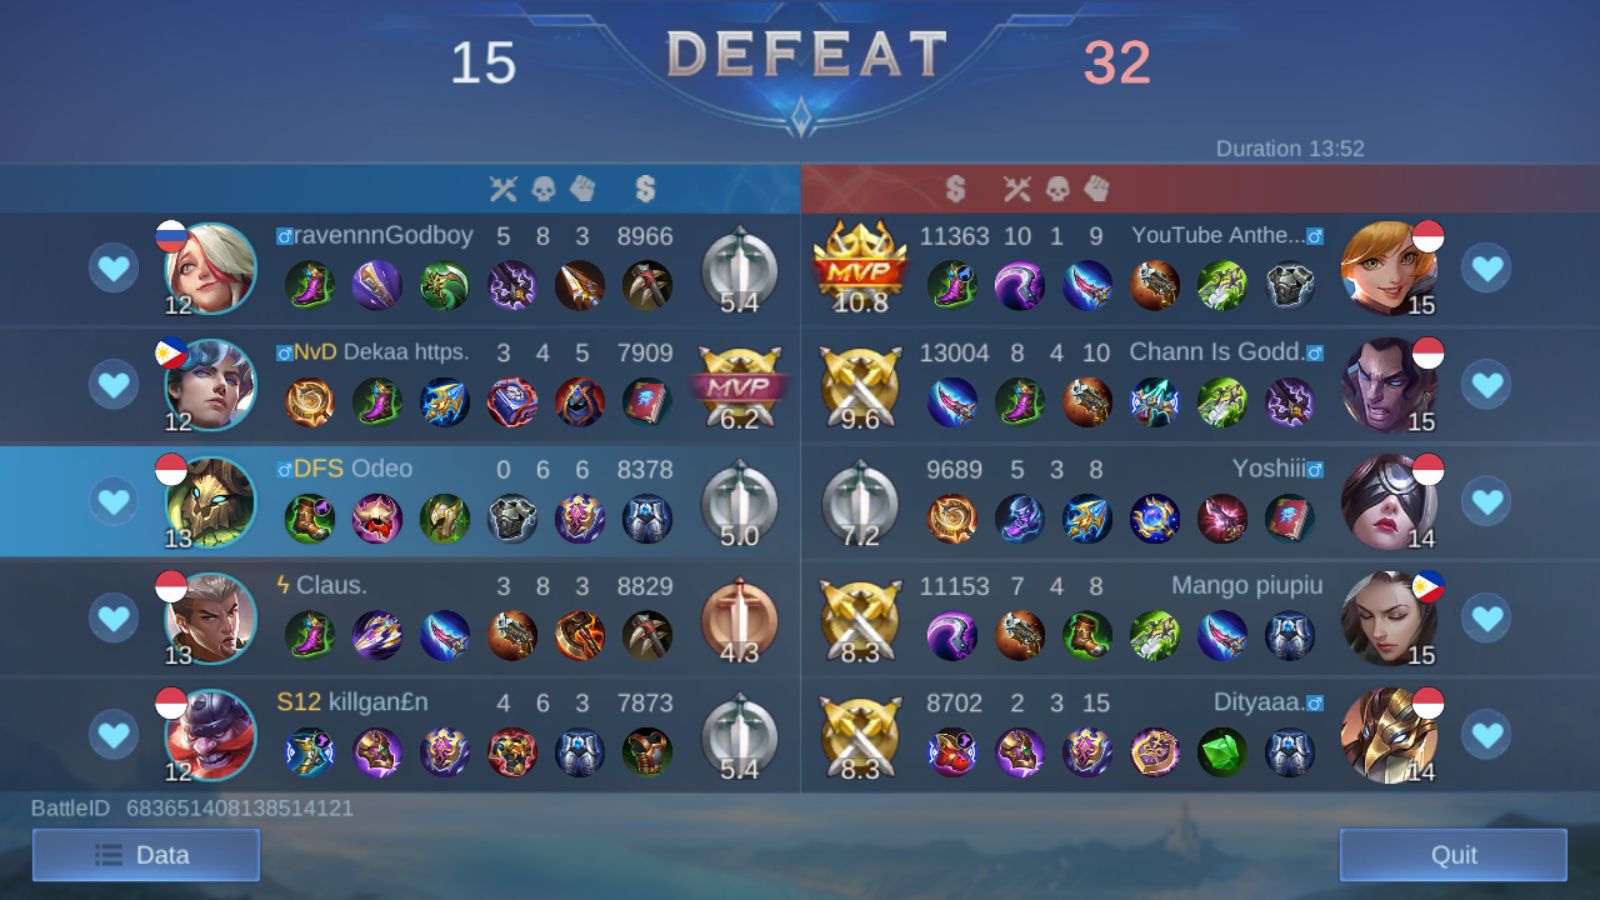 15 DEFEAT 32
Duration 13:52
ravennnGodboy 5 8 3 8966
12 5.4
MVP 11363 10 1 9 YouTube Anthe...
10.8 15
NvD Dekaa https. 3 4 5 7909
MVP
12 6.2
13004 8 4 10 Chann Is Godd.
9.6 15
DFS Odeo 0 6 6 8378
13 5.0
9689 5 3 8 Yoshiii
7.2 14
Claus. 3 8 3 8829
13 4.3
11153 7 4 8 Mango piupiu
8.3 15
S12 killgan£n 4 6 3 7873
12 5.4
8702 2 3 15 Dityaaa.
8.3 14
BattleID 683651408138514121
Data
Quit